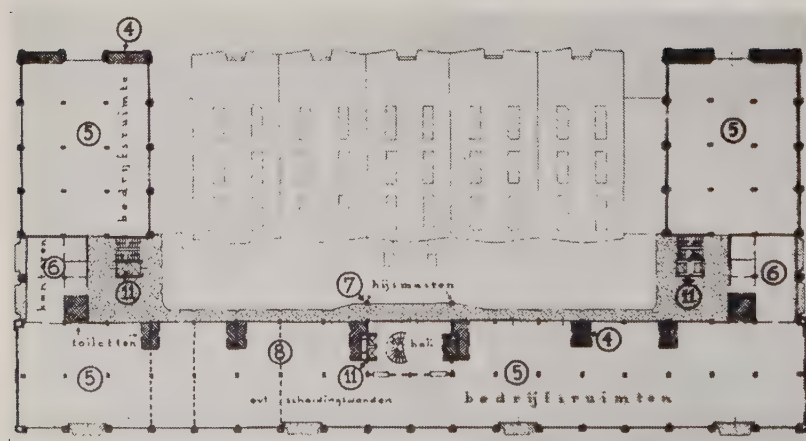 4
bedrijfsruimte
5
5
kantoren
6
11
7
hijsmasten
11
6
toiletten
8
11
hal
4
5
evt scheidingswanden
5
bedrijfsruimten